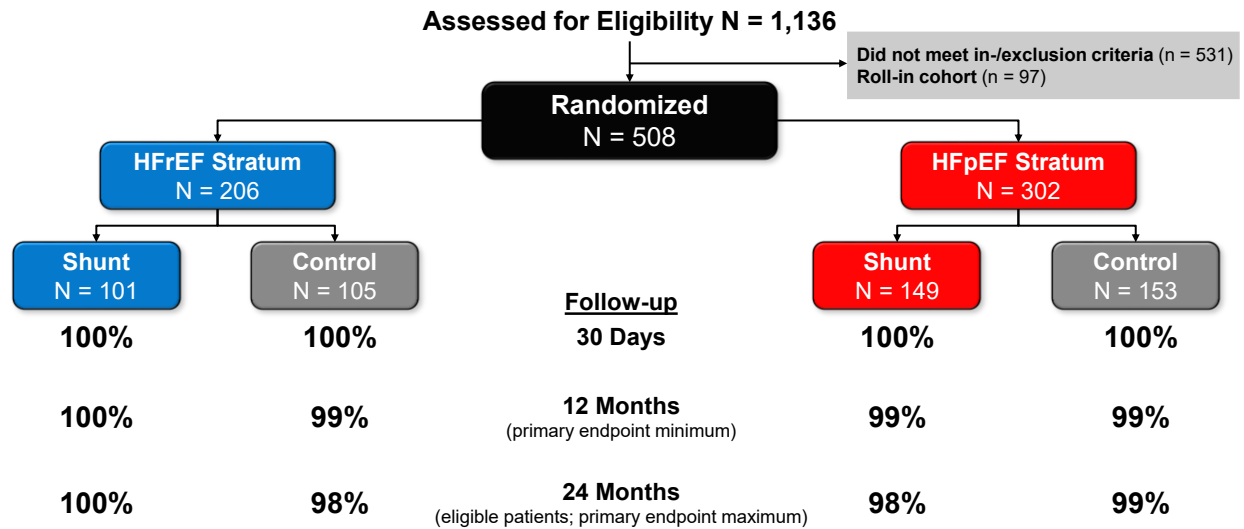 Assessed for Eligibility N = 1,136
Did not meet in-/exclusion criteria (n = 531)
Roll-in cohort (n = 97)
Randomized
N = 508
HFrEF Stratum
N = 206
HFpEF Stratum
N = 302
Shunt
N = 101
Control
N = 105
Shunt
N = 149
Control
N = 153
Follow-up
100% 100% 30 Days 100% 100%
100% 99% 12 Months 99% 99%
(primary endpoint minimum)
100% 98% 24 Months 98% 99%
(eligible patients; primary endpoint maximum)